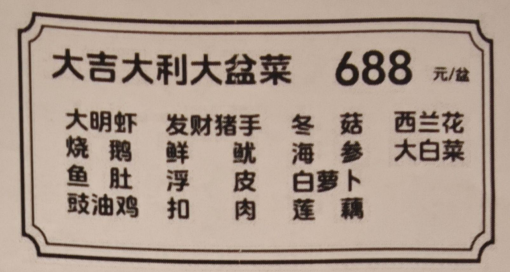 大吉大利大盆菜 688 元/盆
大明虾 发财猪手 冬菇 西兰花
烧鹅 鲜鱿 海参 大白菜
鱼肚 浮皮 白萝卜
豉油鸡 扣肉 莲藕